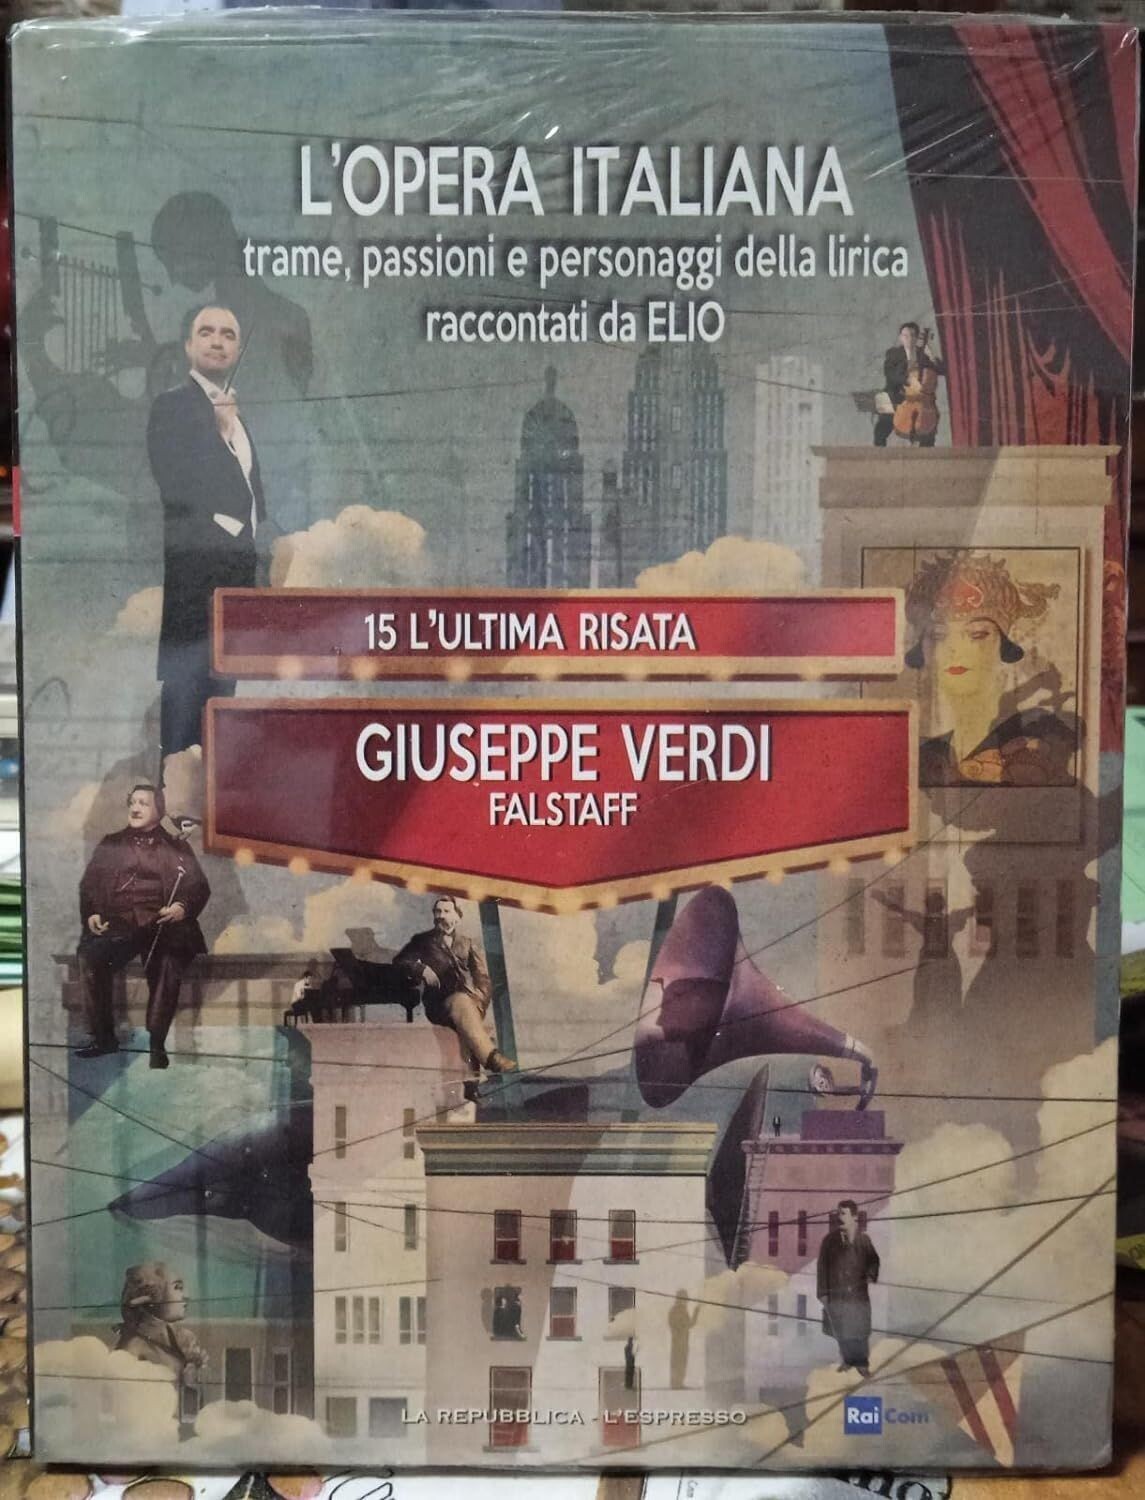 L'OPERA ITALIANA
trame, passioni e personaggi della lirica
raccontati da ELIO
15 L'ULTIMA RISATA
GIUSEPPE VERDI
FALSTAFF
LA REPUBBLICA - L'ESPRESSO
Rai Com